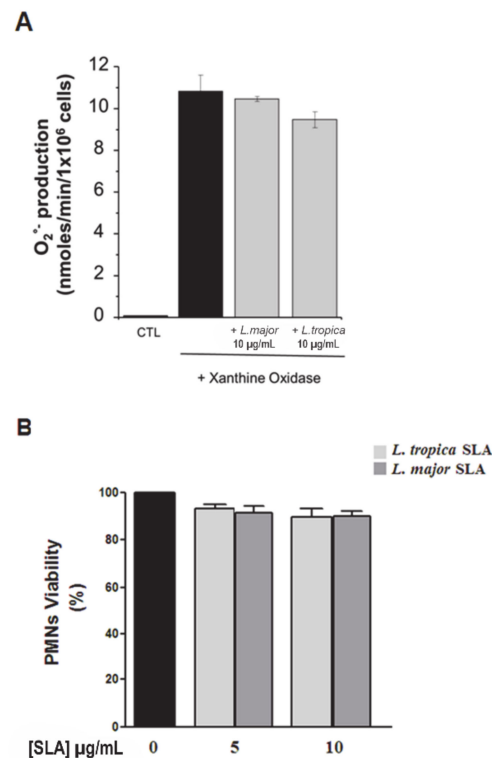 A
O₂°⁻ production
(nmoles/min/1x10⁶ cells)
12
10
8
6
4
2
0
CTL
+ L.major
10 µg/mL
+ L.tropica
10 µg/mL
+ Xanthine Oxidase
B
L. tropica SLA
L. major SLA
PMNs Viability
(%)
100
80
60
40
20
0
[SLA] µg/mL 0 5 10